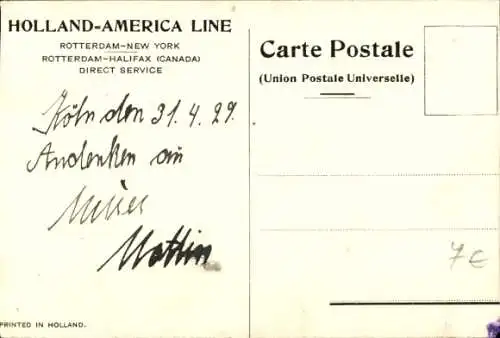 HOLLAND-AMERICA LINE
ROTTERDAM–NEW YORK
ROTTERDAM–HALIFAX (CANADA)
DIRECT SERVICE
Carte Postale
(Union Postale Universelle)
Köln den 31.4.29.
Andenken an
7€
PRINTED IN HOLLAND.